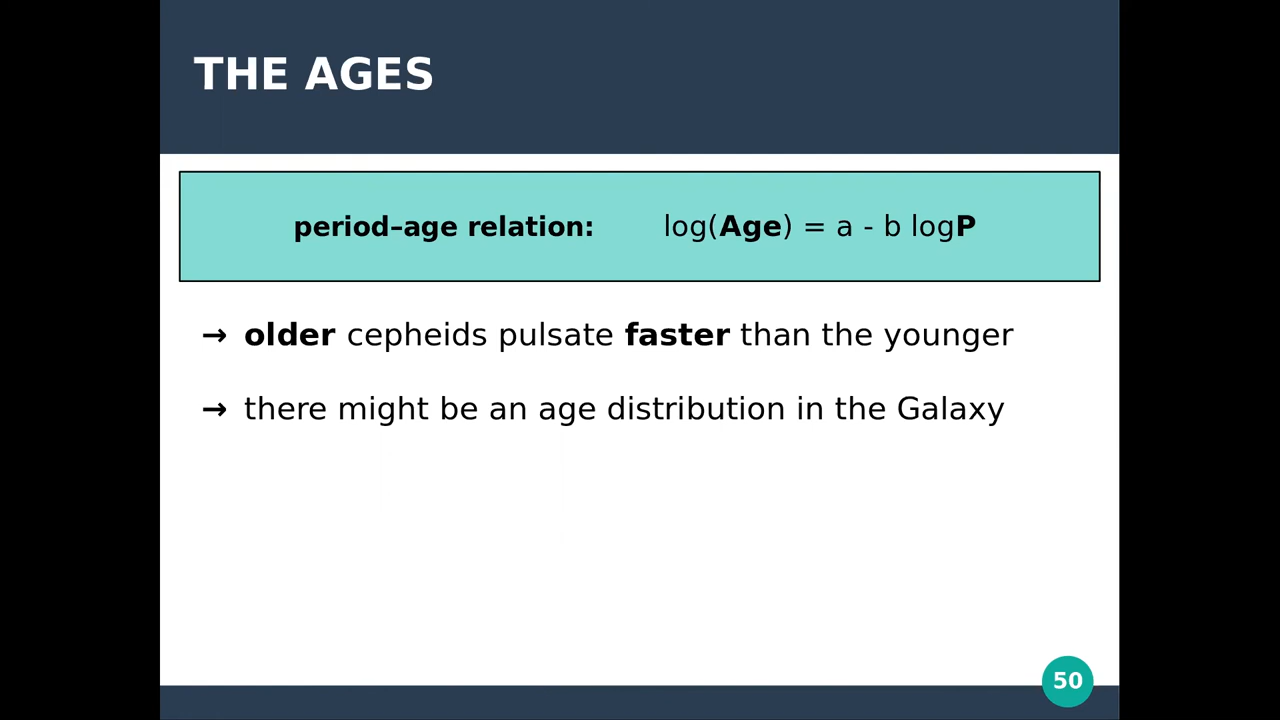 THE AGES
period–age relation: log(Age) = a - b logP
→ older cepheids pulsate faster than the younger
→ there might be an age distribution in the Galaxy
50